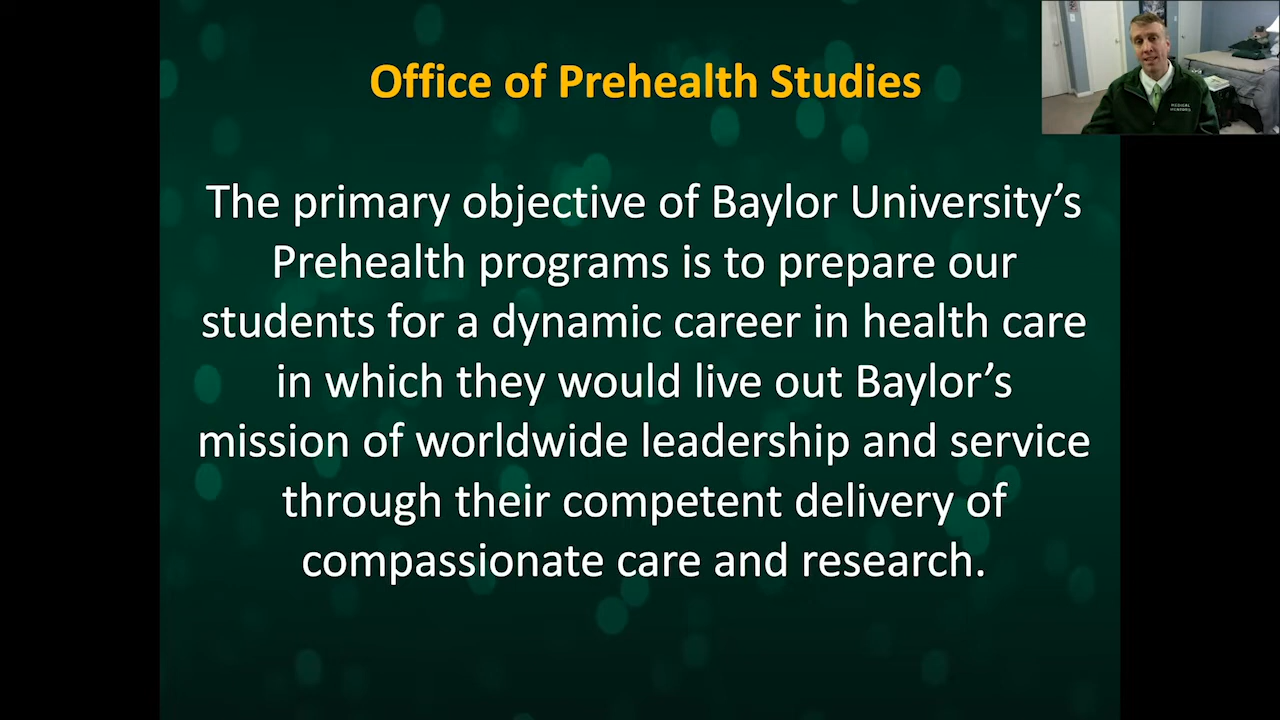 Office of Prehealth Studies
The primary objective of Baylor University’s
Prehealth programs is to prepare our
students for a dynamic career in health care
in which they would live out Baylor’s
mission of worldwide leadership and service
through their competent delivery of
compassionate care and research.
MEDICAL